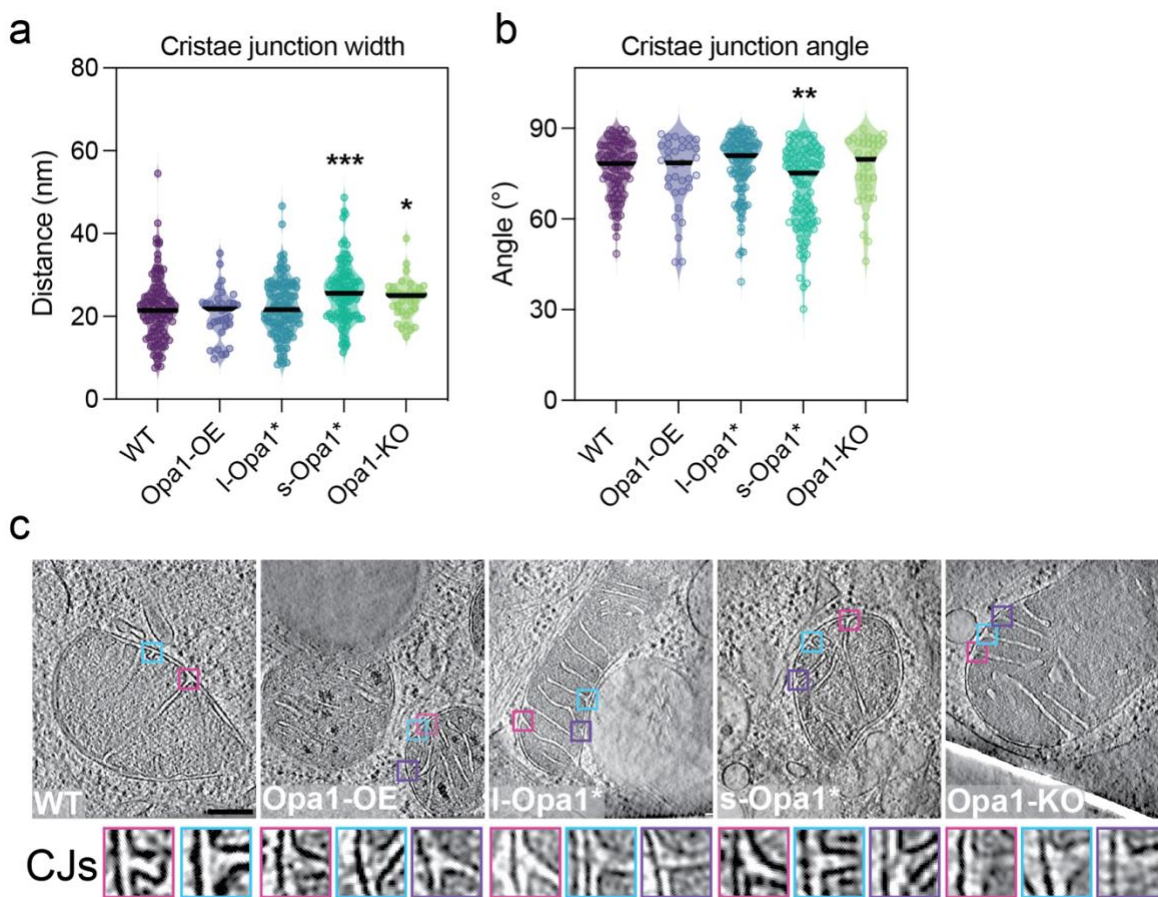 a
Cristae junction width
80
60
40
20
0
Distance (nm)
***
*
WT
Opa1-OE
l-Opa1*
s-Opa1*
Opa1-KO
b
Cristae junction angle
90
60
30
0
Angle (°)
**
WT
Opa1-OE
l-Opa1*
s-Opa1*
Opa1-KO
c
WT
Opa1-OE
l-Opa1*
s-Opa1*
Opa1-KO
CJs